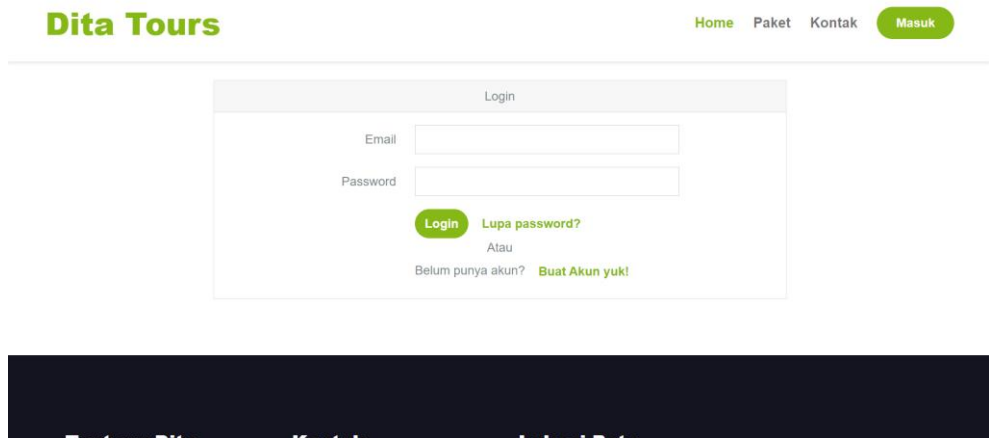 Dita Tours
Home Paket Kontak Masuk
Login
Email
Password
Login Lupa password?
Atau
Belum punya akun? Buat Akun yuk!